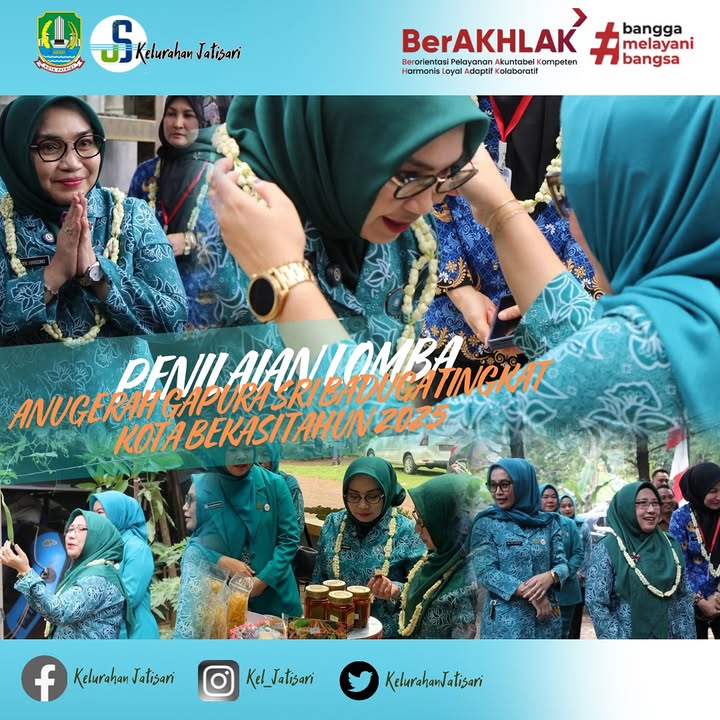 Kelurahan Jatisari
BerAKHLAK
Berorientasi Pelayanan Akuntabel Kompeten
Harmonis Loyal Adaptif Kolaboratif
#bangga
melayani
bangsa
PENILAIAN LOMBA
ANUGERAH GAPURA SRI BADUGA TINGKAT
KOTA BEKASI TAHUN 2025
Kelurahan Jatisari
Kel_Jatisari
KelurahanJatisari